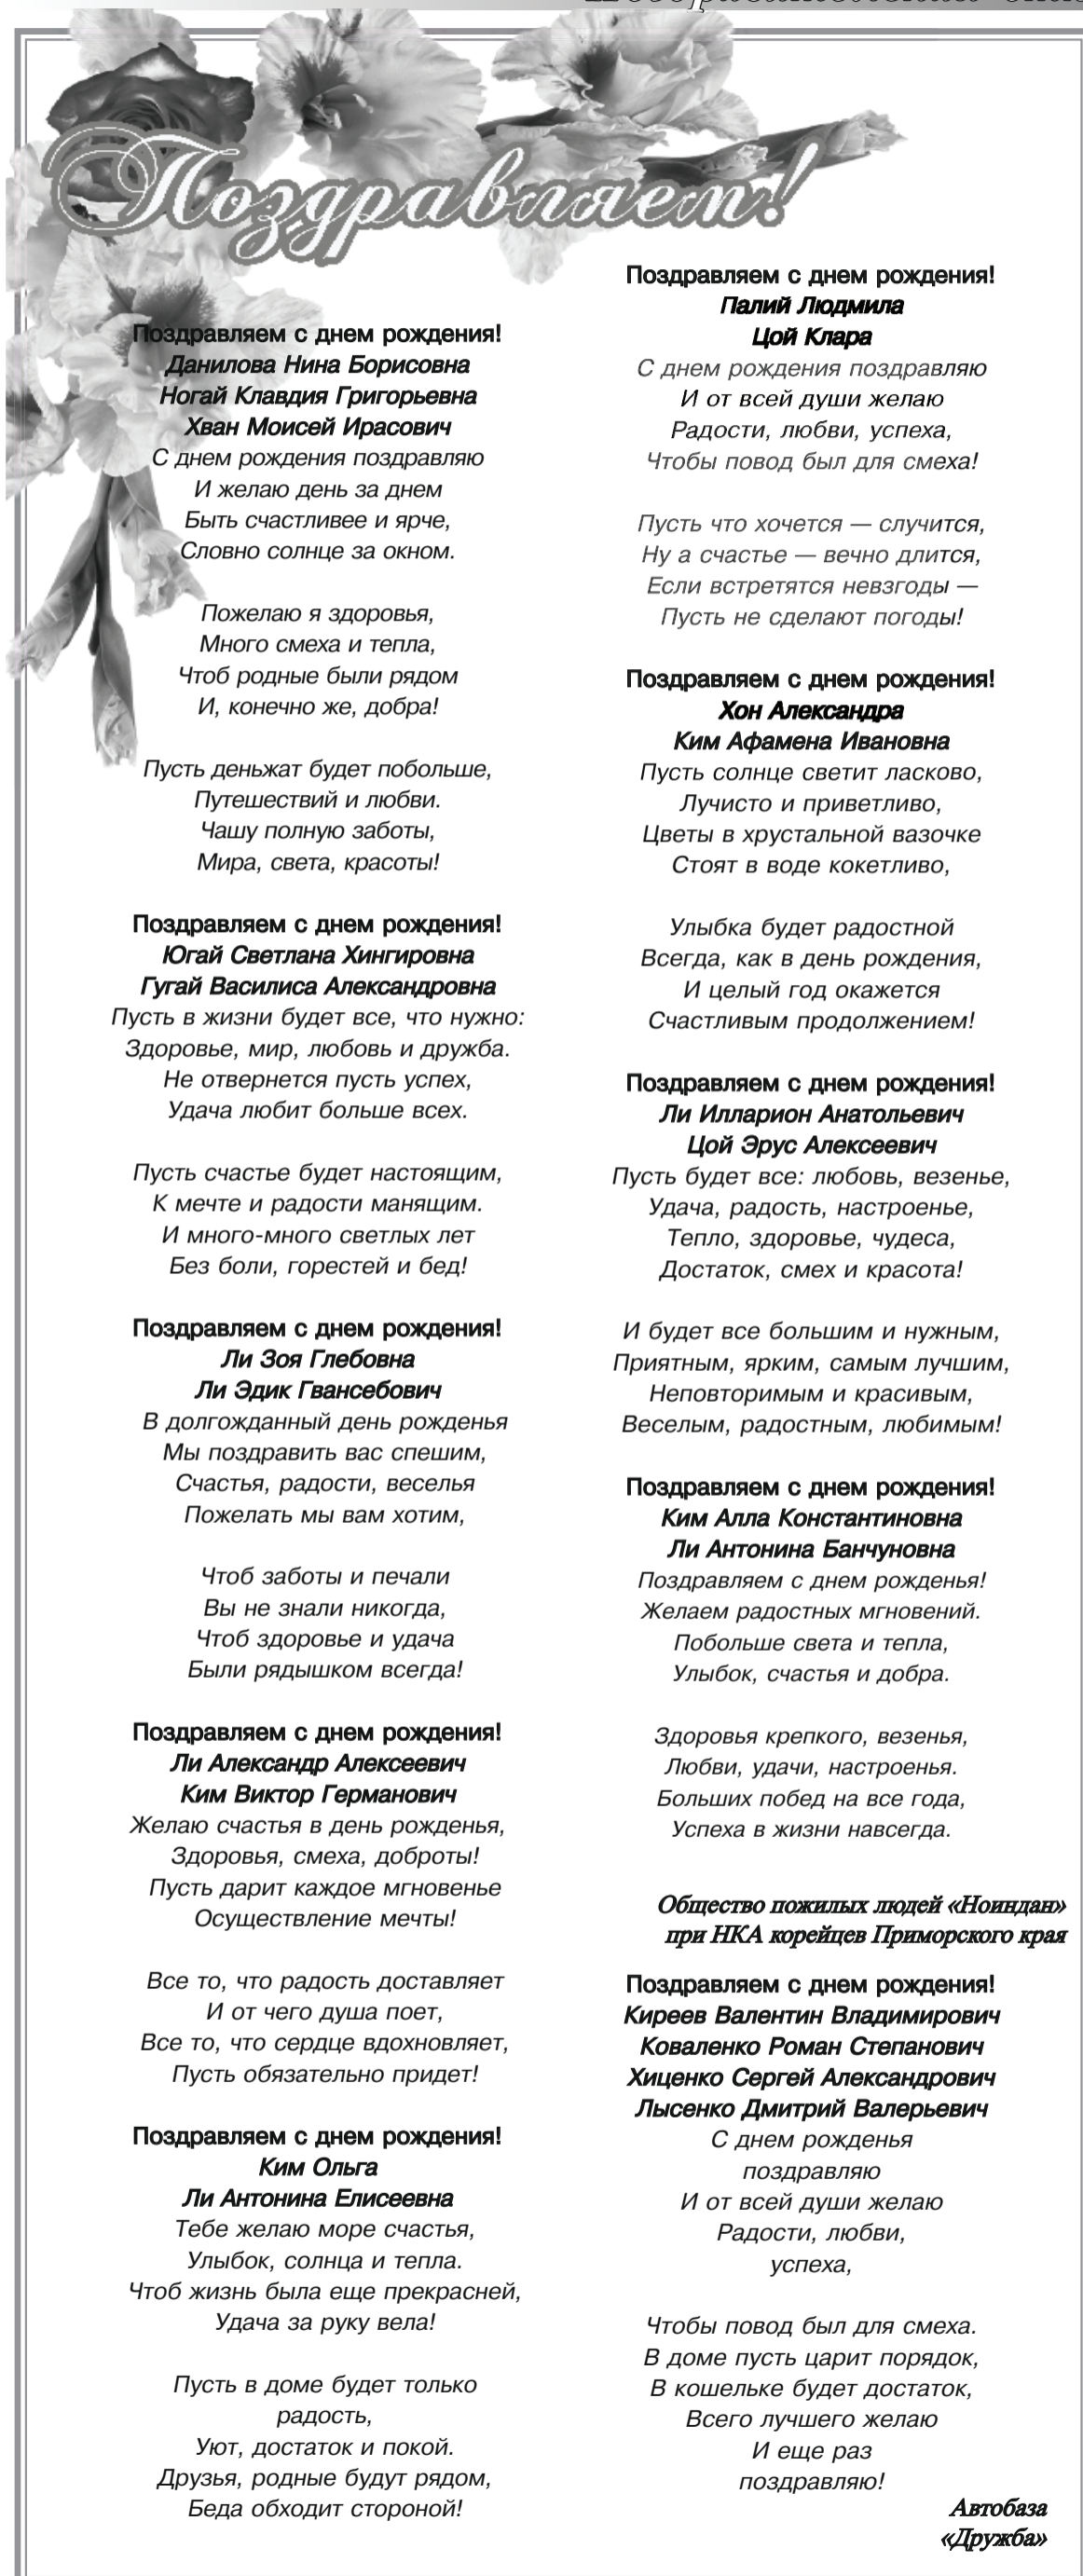 Поздравляем!
Поздравляем с днем рождения!
Данилова Нина Борисовна
Ногай Клавдия Григорьевна
Хван Моисей Ирасович
С днем рождения поздравляю
И желаю день за днем
Быть счастливее и ярче,
Словно солнце за окном.
Пожелаю я здоровья,
Много смеха и тепла,
Чтоб родные были рядом
И, конечно же, добра!
Пусть деньжат будет побольше,
Путешествий и любви.
Чашу полную заботы,
Мира, света, красоты!
Поздравляем с днем рождения!
Югай Светлана Хингировна
Гугай Василиса Александровна
Пусть в жизни будет все, что нужно:
Здоровье, мир, любовь и дружба.
Не отвернется пусть успех,
Удача любит больше всех.
Пусть счастье будет настоящим,
К мечте и радости манящим.
И много-много светлых лет
Без боли, горестей и бед!
Поздравляем с днем рождения!
Ли Зоя Глебовна
Ли Эдик Гвансебович
В долгожданный день рожденья
Мы поздравить вас спешим,
Счастья, радости, веселья
Пожелать мы вам хотим,
Чтоб заботы и печали
Вы не знали никогда,
Чтоб здоровье и удача
Были рядышком всегда!
Поздравляем с днем рождения!
Ли Александр Алексеевич
Ким Виктор Германович
Желаю счастья в день рожденья,
Здоровья, смеха, доброты!
Пусть дарит каждое мгновенье
Осуществление мечты!
Все то, что радость доставляет
И от чего душа поет,
Все то, что сердце вдохновляет,
Пусть обязательно придет!
Поздравляем с днем рождения!
Ким Ольга
Ли Антонина Елисеевна
Тебе желаю море счастья,
Улыбок, солнца и тепла.
Чтоб жизнь была еще прекрасней,
Удача за руку вела!
Пусть в доме будет только
радость,
Уют, достаток и покой.
Друзья, родные будут рядом,
Беда обходит стороной!
Поздравляем с днем рождения!
Палий Людмила
Цой Клара
С днем рождения поздравляю
И от всей души желаю
Радости, любви, успеха,
Чтобы повод был для смеха!
Пусть что хочется — случится,
Ну а счастье — вечно длится,
Если встретятся невзгоды —
Пусть не сделают погоды!
Поздравляем с днем рождения!
Хон Александра
Ким Афамена Ивановна
Пусть солнце светит ласково,
Лучисто и приветливо,
Цветы в хрустальной вазочке
Стоят в воде кокетливо,
Улыбка будет радостной
Всегда, как в день рождения,
И целый год окажется
Счастливым продолжением!
Поздравляем с днем рождения!
Ли Илларион Анатольевич
Цой Эрус Алексеевич
Пусть будет все: любовь, везенье,
Удача, радость, настроенье,
Тепло, здоровье, чудеса,
Достаток, смех и красота!
И будет все большим и нужным,
Приятным, ярким, самым лучшим,
Неповторимым и красивым,
Веселым, радостным, любимым!
Поздравляем с днем рождения!
Ким Алла Константиновна
Ли Антонина Банчуновна
Поздравляем с днем рожденья!
Желаем радостных мгновений.
Побольше света и тепла,
Улыбок, счастья и добра.
Здоровья крепкого, везенья,
Любви, удачи, настроенья.
Больших побед на все года,
Успеха в жизни навсегда.
Общество пожилых людей «Ноиндан»
при НКА корейцев Приморского края
Поздравляем с днем рождения!
Киреев Валентин Владимирович
Коваленко Роман Степанович
Хиценко Сергей Александрович
Лысенко Дмитрий Валерьевич
С днем рожденья
поздравляю
И от всей души желаю
Радости, любви,
успеха,
Чтобы повод был для смеха.
В доме пусть царит порядок,
В кошельке будет достаток,
Всего лучшего желаю
И еще раз
поздравляю!
Автобаза
«Дружба»